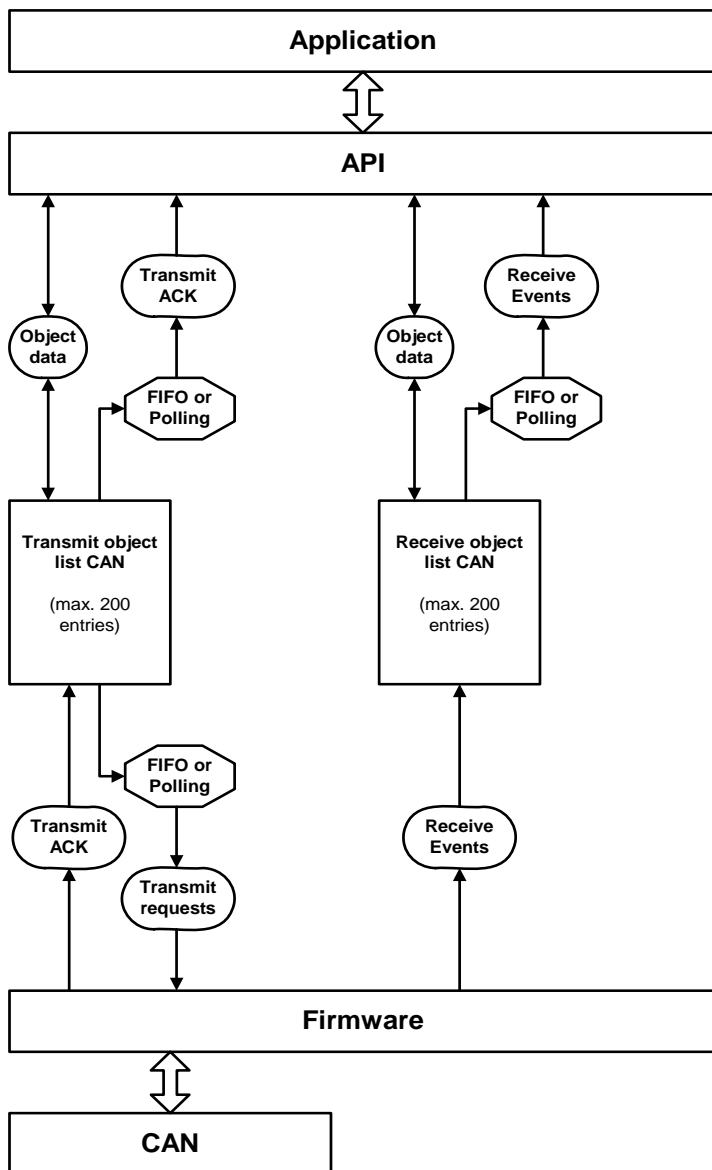 Application
API
Transmit
ACK
Receive
Events
Object
data
Object
data
FIFO or
Polling
FIFO or
Polling
Transmit object
list CAN
(max. 200
entries)
Receive object
list CAN
(max. 200
entries)
FIFO or
Polling
Transmit
ACK
Receive
Events
Transmit
requests
Firmware
CAN